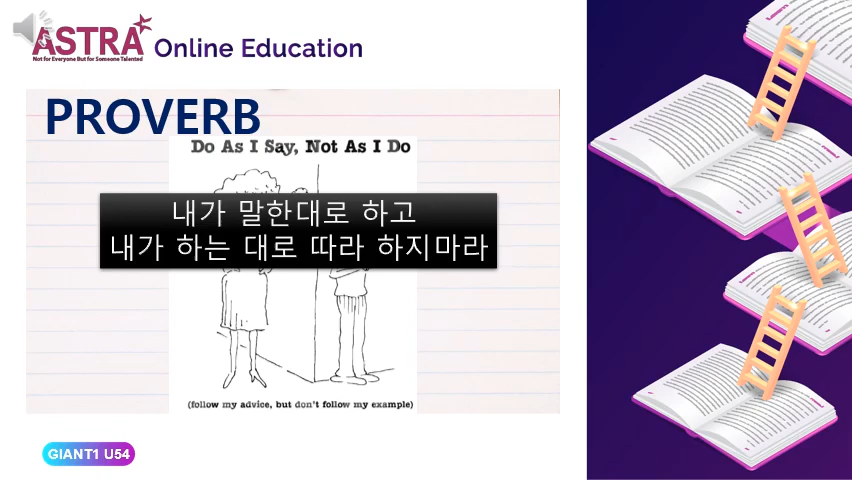 ASTRA Online Education
Not for Everyone But for Someone Talented
PROVERB
Do As I Say, Not As I Do
내가 말한대로 하고
내가 하는 대로 따라 하지마라
(follow my advice, but don't follow my example)
GIANT1 U54